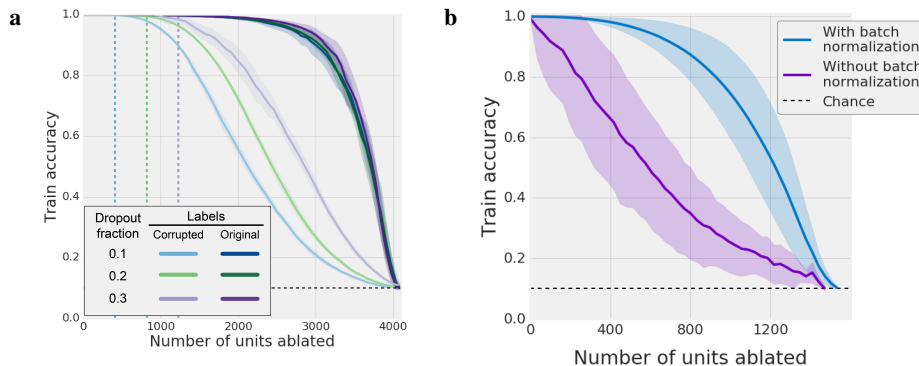 a
Train accuracy
1.0
0.8
0.6
0.4
0.2
0.0
0
1000
2000
3000
4000
Number of units ablated
Dropout fraction
Labels
Corrupted
Original
0.1
0.2
0.3
b
Train accuracy
1.0
0.8
0.6
0.4
0.2
0.0
0
400
800
1200
Number of units ablated
With batch
normalization
Without batch
normalization
Chance